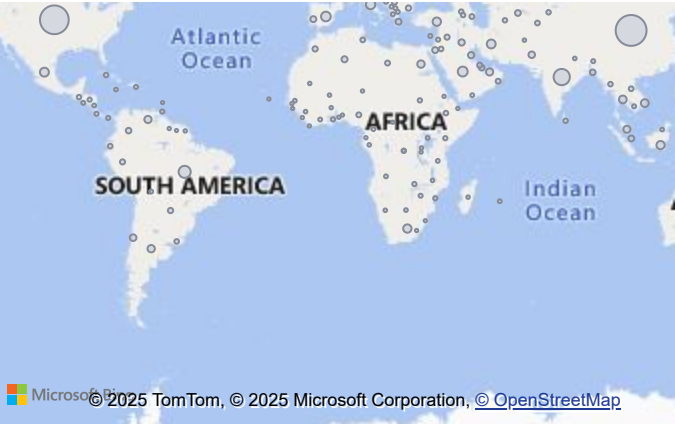 Atlantic
Ocean
AFRICA
SOUTH AMERICA
Indian
Ocean
Microsoft Bing
© 2025 TomTom, © 2025 Microsoft Corporation, © OpenStreetMap